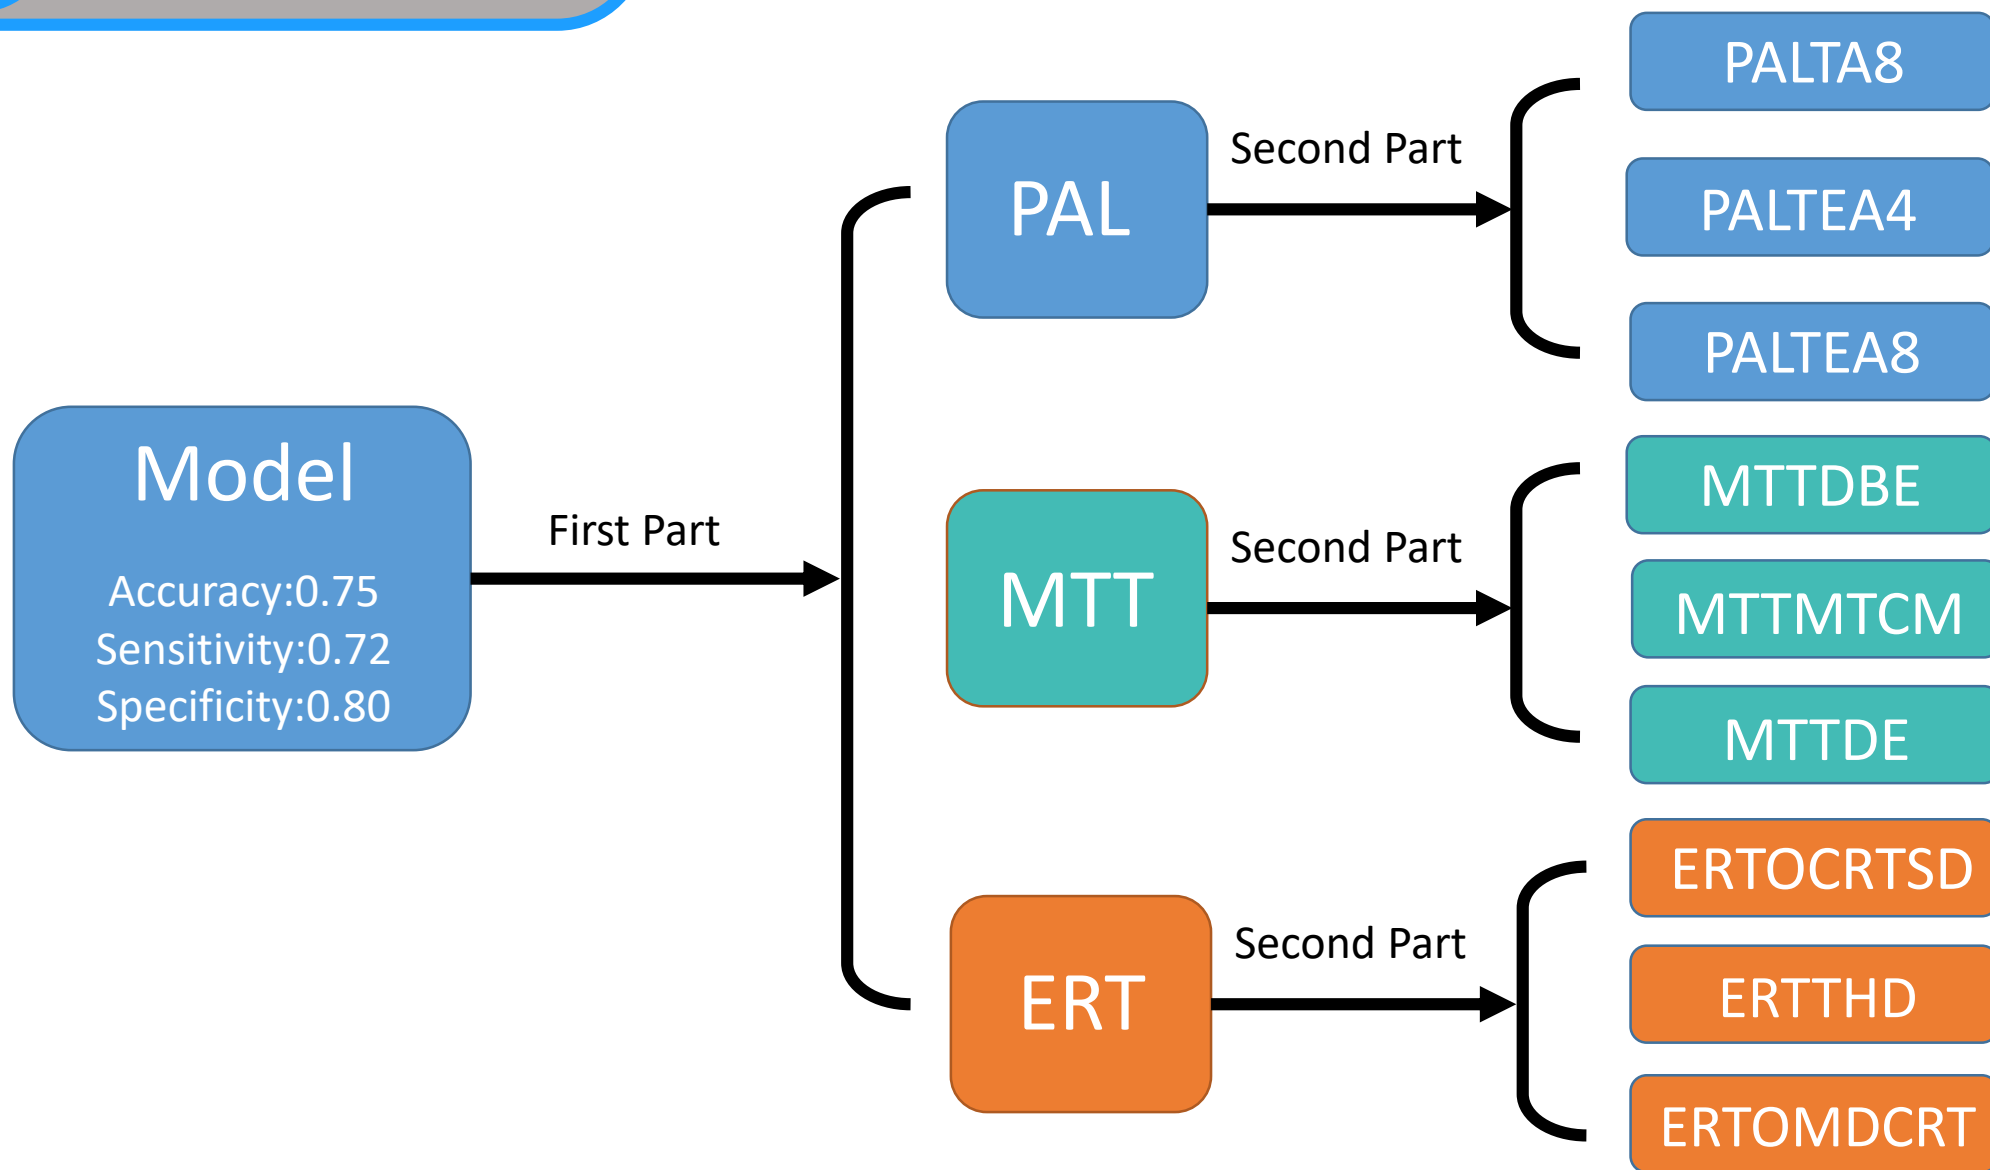 Model
Accuracy:0.75
Sensitivity:0.72
Specificity:0.80
First Part
PAL
Second Part
PALTA8
PALTEA4
PALTEA8
MTT
Second Part
MTTDBE
MTTMTCM
MTTDE
ERT
Second Part
ERTOCRTSD
ERTTHD
ERTOMDCRT